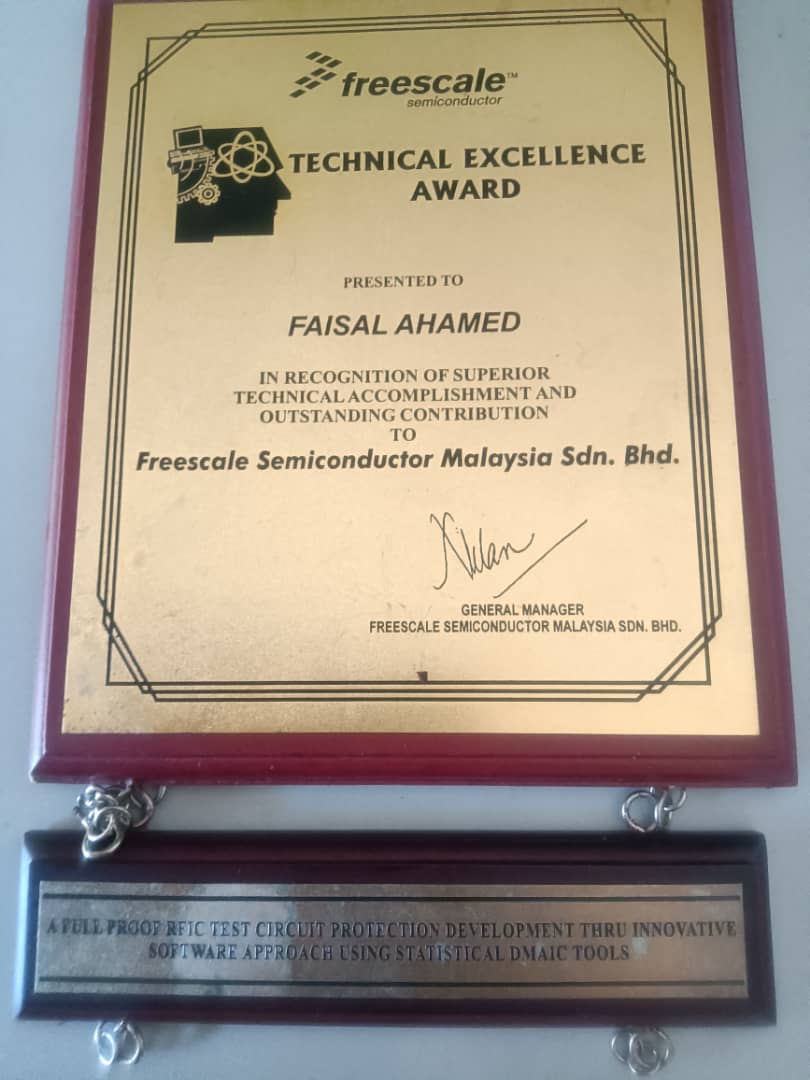 freescale™
semiconductor
TECHNICAL EXCELLENCE
AWARD
PRESENTED TO
FAISAL AHAMED
IN RECOGNITION OF SUPERIOR
TECHNICAL ACCOMPLISHMENT AND
OUTSTANDING CONTRIBUTION
TO
Freescale Semiconductor Malaysia Sdn. Bhd.
GENERAL MANAGER
FREESCALE SEMICONDUCTOR MALAYSIA SDN. BHD.
A FULL PROOF RFIC TEST CIRCUIT PROTECTION DEVELOPMENT THRU INNOVATIVE
SOFTWARE APPROACH USING STATISTICAL DMAIC TOOLS